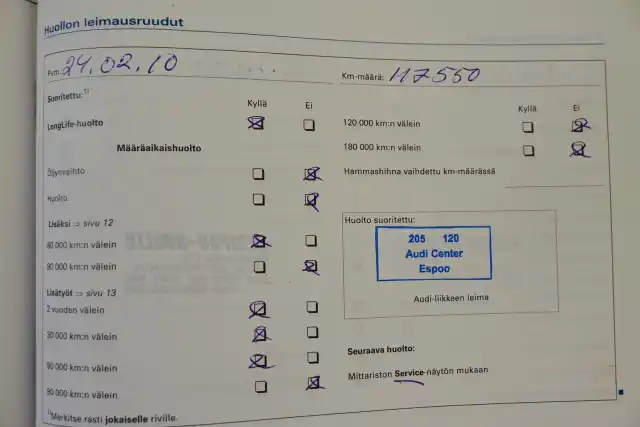 Huollon leimausruudut
Pvm: 24.02.10
Km-määrä: 117550
Suoritettu: 1)
Kyllä Ei
LongLife-huolto
Määräaikaishuolto
Öljynvaihto
Huolto
Lisäksi ⇒ sivu 12
60 000 km:n välein
90 000 km:n välein
Lisätyöt ⇒ sivu 13
2 vuoden välein
30 000 km:n välein
60 000 km:n välein
90 000 km:n välein
1)Merkitse rasti jokaiselle riville.
Kyllä Ei
120 000 km:n välein
180 000 km:n välein
Hammashihna vaihdettu km-määrässä
Huolto suoritettu:
205 120
Audi Center
Espoo
Audi-liikkeen leima
Seuraava huolto:
Mittariston Service-näytön mukaan